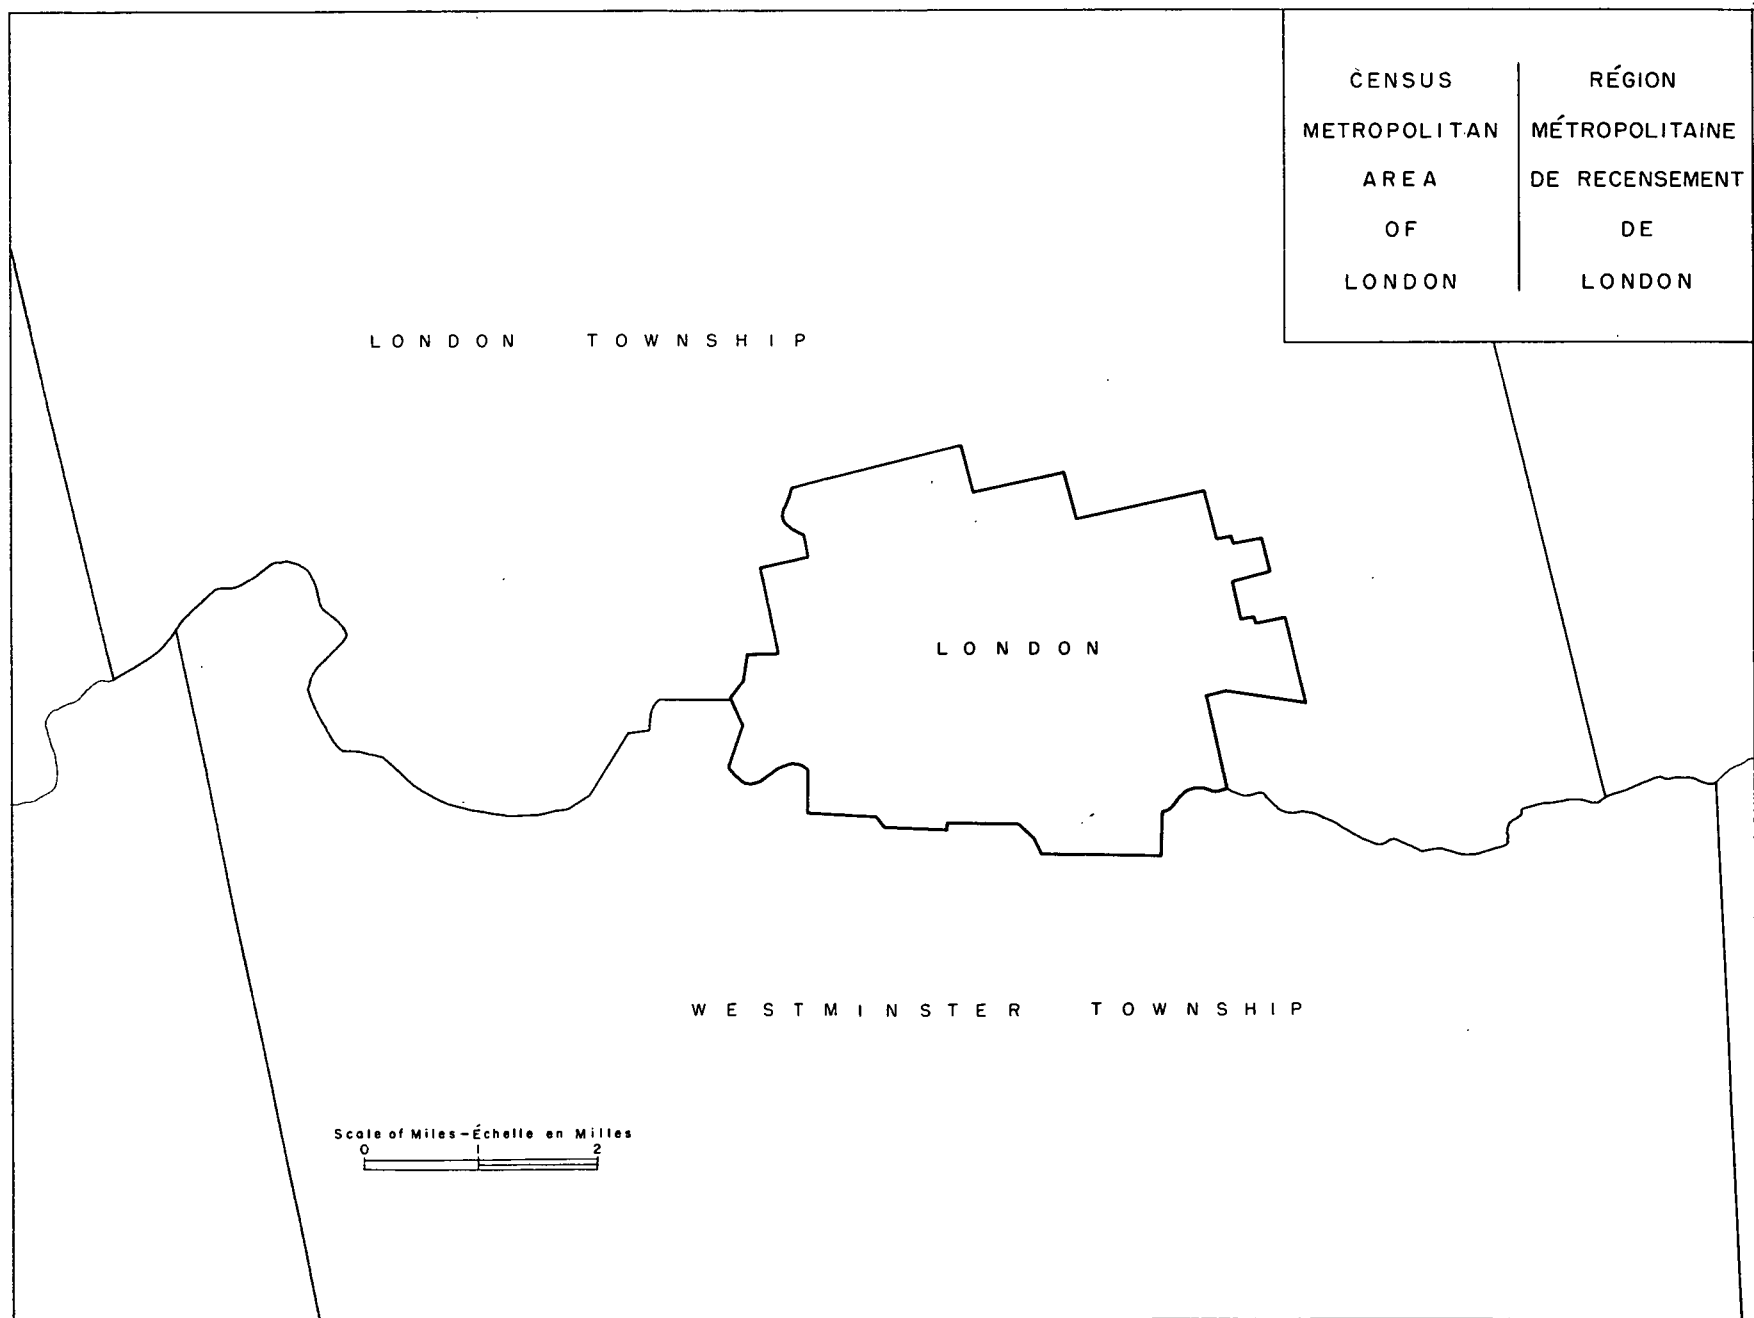 CENSUS
METROPOLITAN
AREA
OF
LONDON
RÉGION
MÉTROPOLITAINE
DE RECENSEMENT
DE
LONDON
LONDON TOWNSHIP
LONDON
WESTMINSTER TOWNSHIP
Scale of Miles-Échelle en Milles
0 1 2